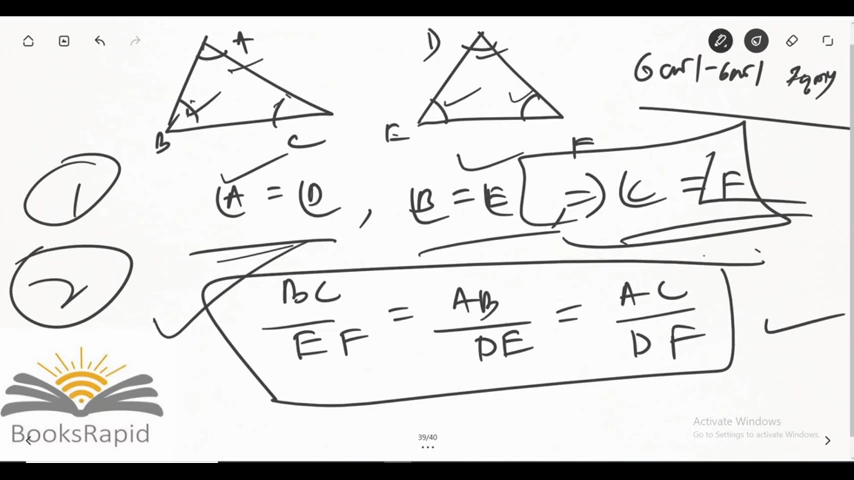 A
D
B
C
E
F
1
∠A = ∠D , ∠B = ∠E ⇒ ∠C = ∠F
2
BC/EF = AB/DE = AC/DF
BooksRapid
39/40
Activate Windows
Go to Settings to activate Windows.